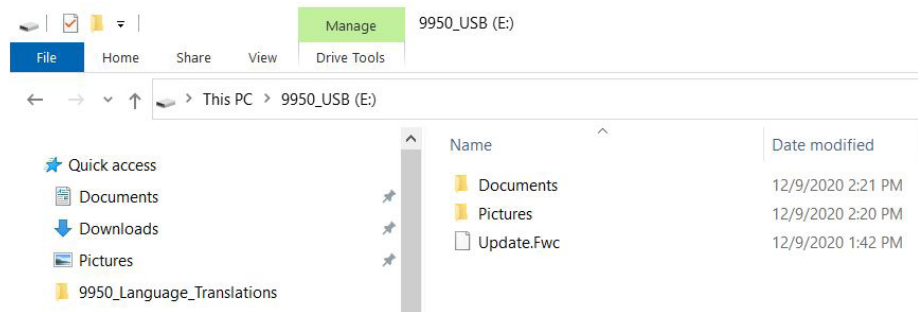 Manage 9950_USB (E:)
File Home Share View Drive Tools
This PC > 9950_USB (E:)
Quick access
Documents
Downloads
Pictures
9950_Language_Translations
Name Date modified
Documents 12/9/2020 2:21 PM
Pictures 12/9/2020 2:20 PM
Update.Fwc 12/9/2020 1:42 PM